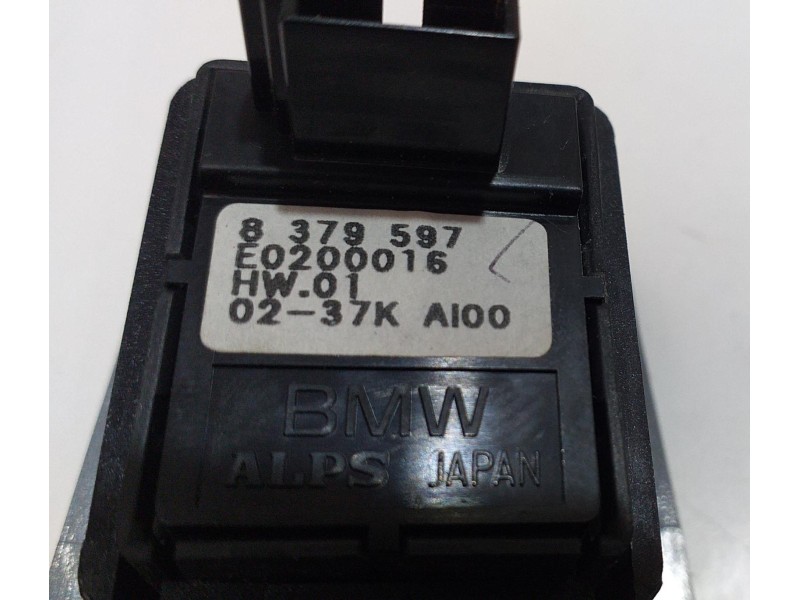 8 379 597
E0200016
HW.01
02-37K AI00
BMW
ALPS JAPAN